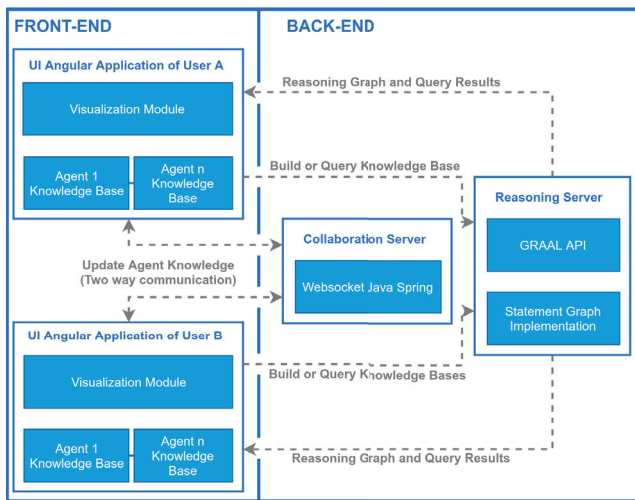 FRONT-END
BACK-END
UI Angular Application of User A
Visualization Module
Agent 1
Knowledge Base
Agent n
Knowledge
Base
Reasoning Graph and Query Results
Build or Query Knowledge Base
Reasoning Server
GRAAL API
Statement Graph
Implementation
Collaboration Server
Websocket Java Spring
Update Agent Knowledge
(Two way communication)
UI Angular Application of User B
Visualization Module
Agent 1
Knowledge Base
Agent n
Knowledge
Base
Build or Query Knowledge Bases
Reasoning Graph and Query Results